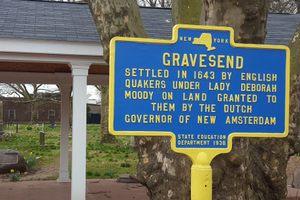 NEW YORK
GRAVESEND
SETTLED IN 1643 BY ENGLISH
QUAKERS UNDER LADY DEBORAH
MOODY ON LAND GRANTED TO
THEM BY THE DUTCH
GOVERNOR OF NEW AMSTERDAM
STATE EDUCATION
DEPARTMENT 1938